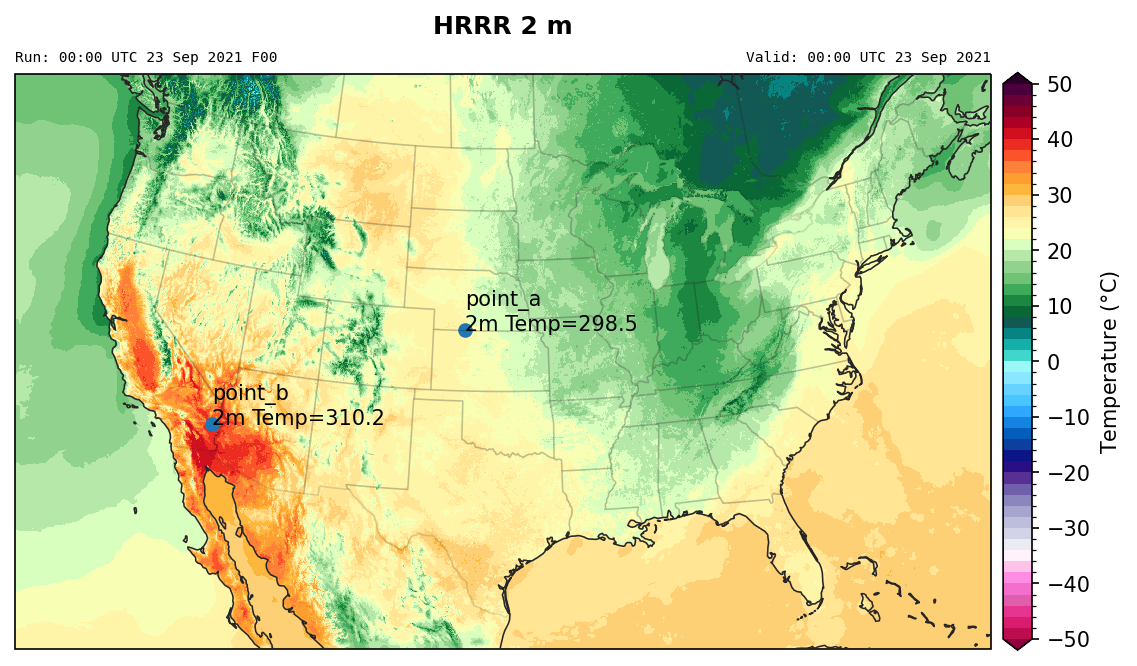 HRRR 2 m
Run: 00:00 UTC 23 Sep 2021 F00
Valid: 00:00 UTC 23 Sep 2021
point_a
2m Temp=298.5
point_b
2m Temp=310.2
50
40
30
20
10
0
−10
−20
−30
−40
−50
Temperature (°C)